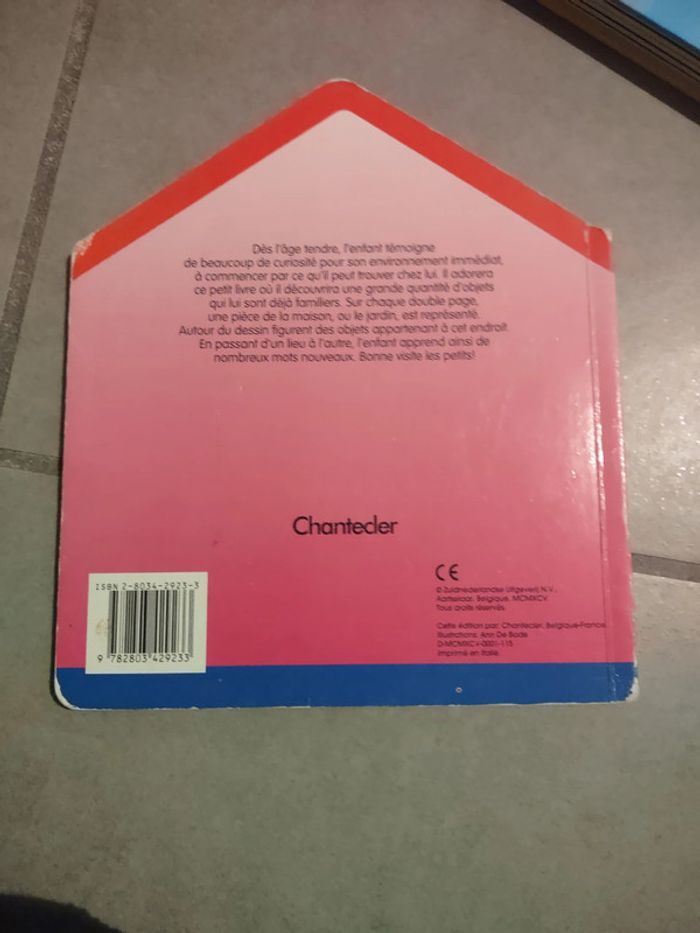 Dès l'âge tendre, l'enfant témoigne
de beaucoup de curiosité pour son environnement immédiat,
à commencer par ce qu'il peut trouver chez lui. Il adorera
ce petit livre où il découvrira une grande quantité d'objets
qui lui sont déjà familiers. Sur chaque double page,
une pièce de la maison, ou le jardin, est représenté.
Autour du dessin figurent des objets appartenant à cet endroit.
En passant d'un lieu à l'autre, l'enfant apprend ainsi de
nombreux mots nouveaux. Bonne visite les petits!
Chantecler
ISBN 2-8034-2923-3
9 782803 429233
CE
© Zuidnederlandse Uitgeverij N.V.,
Aartselaar, Belgique, MCMXCV.
Tous droits réservés.
Cette édition par: Chantecler, Belgique-France
Illustrations: Ann De Bode
D-MCMXCV-0001-115
Imprimé en Italie